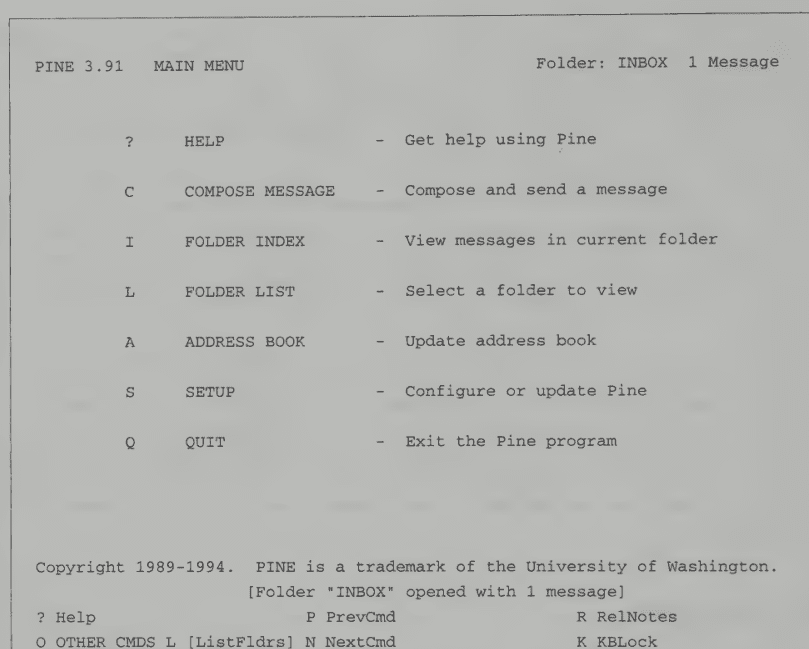 PINE 3.91 MAIN MENU Folder: INBOX 1 Message
? HELP - Get help using Pine
C COMPOSE MESSAGE - Compose and send a message
I FOLDER INDEX - View messages in current folder
L FOLDER LIST - Select a folder to view
A ADDRESS BOOK - Update address book
S SETUP - Configure or update Pine
Q QUIT - Exit the Pine program
Copyright 1989-1994. PINE is a trademark of the University of Washington.
[Folder "INBOX" opened with 1 message]
? Help P PrevCmd R RelNotes
O OTHER CMDS L [ListFldrs] N NextCmd K KBLock